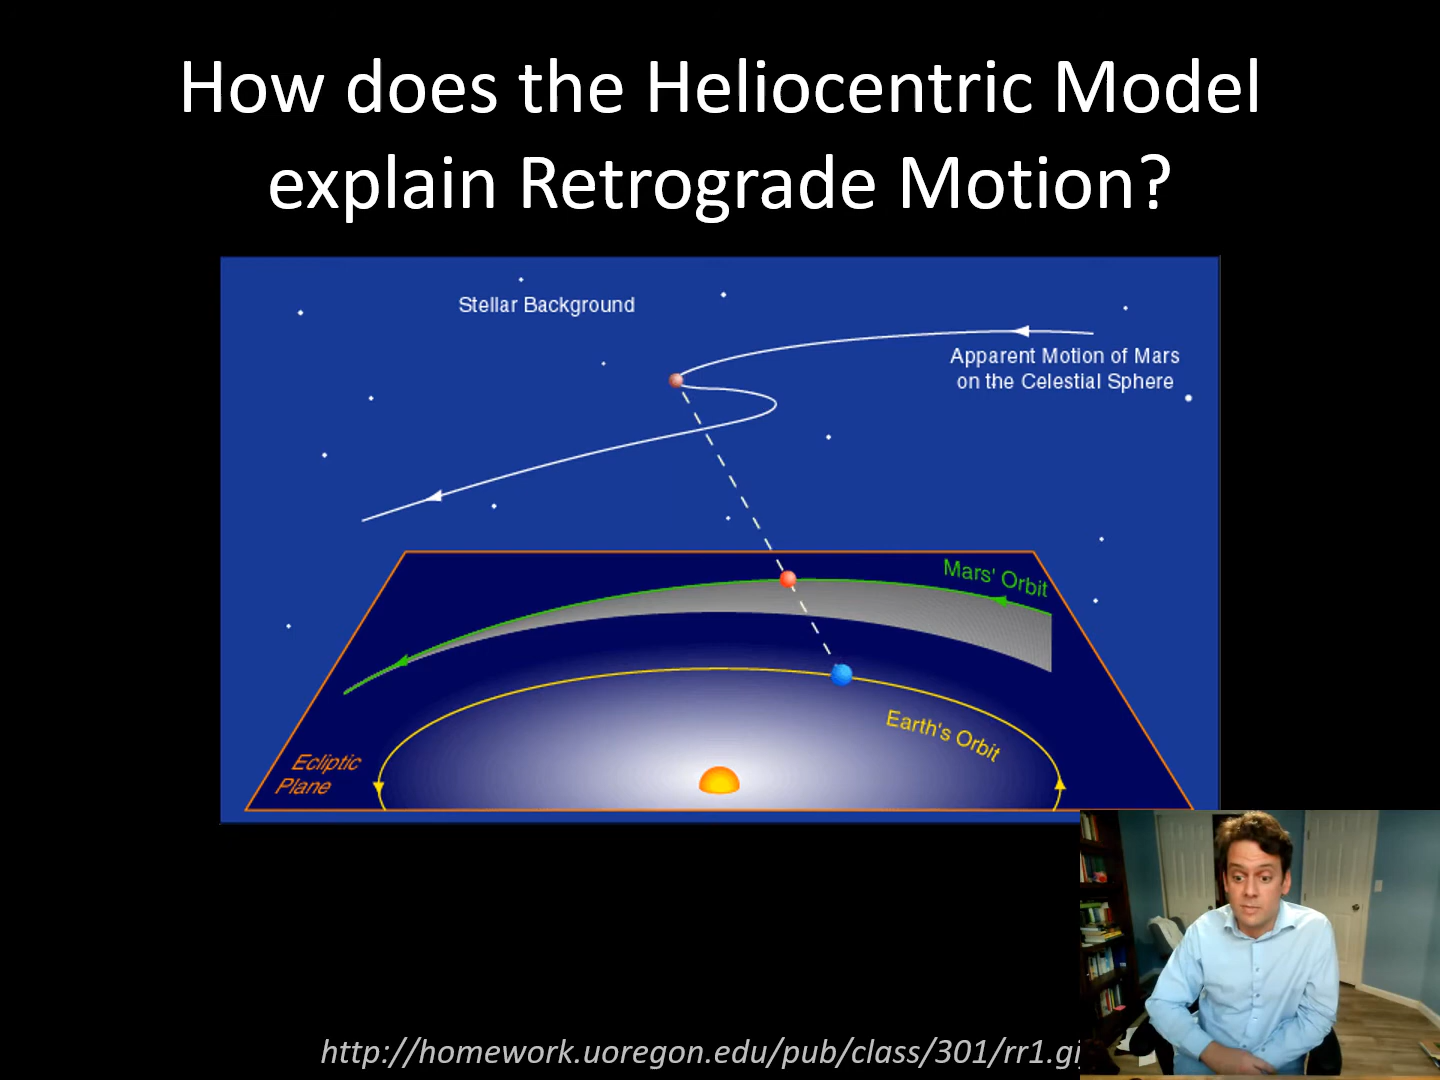 How does the Heliocentric Model
explain Retrograde Motion?
Stellar Background
Apparent Motion of Mars
on the Celestial Sphere
Mars' Orbit
Earth's Orbit
Ecliptic
Plane
http://homework.uoregon.edu/pub/class/301/rr1.gi